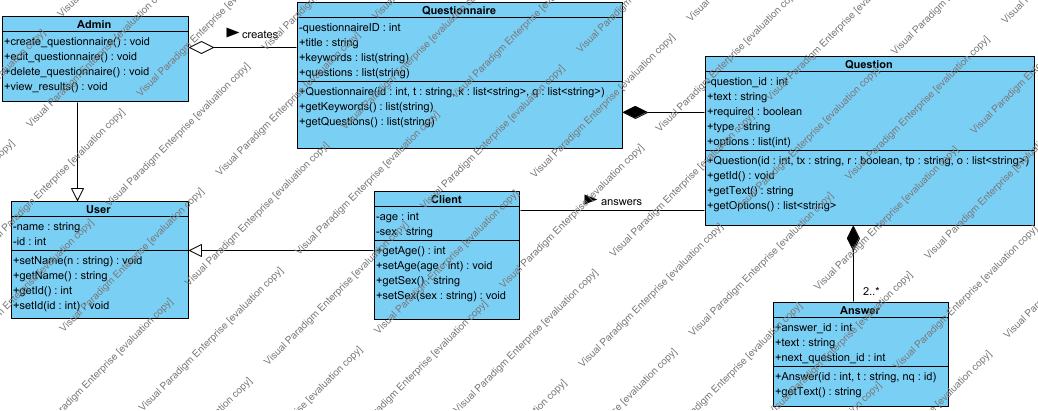 Admin
+create_questionnaire() : void
+edit_questionnaire() : void
+delete_questionnaire() : void
+view_results() : void
creates
Questionnaire
-questionnaireID : int
+title : string
+keywords : list(string)
+questions : list(string)
+Questionnaire(id : int, t : string, k : list<string>, q : list<string>)
+getKeywords() : list(string)
+getQuestions() : list(string)
Question
-question_id : int
+text : string
+required : boolean
+type : string
+options : list(int)
+Question(id : int, tx : string, r : boolean, tp : string, o : list<string>)
+getId() : void
+getText() : string
+getOptions() : list<string>
User
-name : string
-id : int
+setName(n : string) : void
+getName() : string
+getId() : int
+setId(id : int) : void
Client
-age : int
-sex : string
+getAge() : int
+setAge(age : int) : void
+getSex() : string
+setSex(sex : string) : void
answers
2..*
Answer
+answer_id : int
+text : string
+next_question_id : int
+Answer(id : int, t : string, nq : id)
+getText() : string
Visual Paradigm Enterprise [evaluation copy]